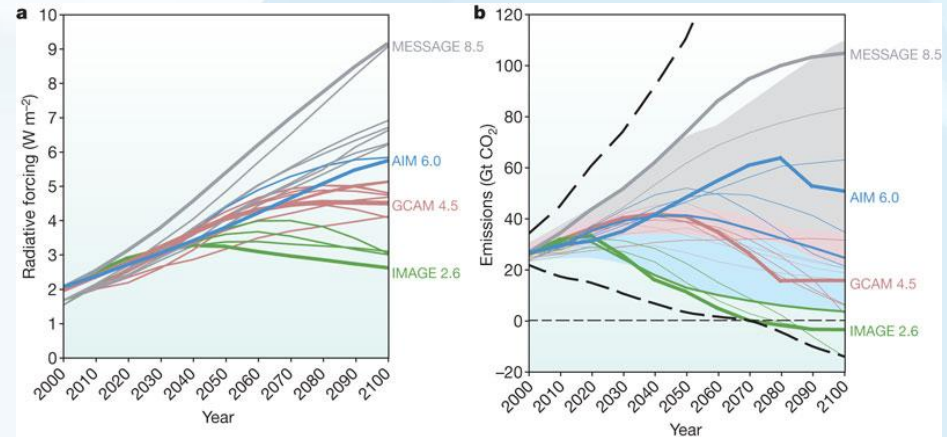 a
10
9
8
7
6
5
4
3
2
1
0
Radiative forcing (W m–2)
2000
2010
2020
2030
2040
2050
2060
2070
2080
2090
2100
Year
MESSAGE 8.5
AIM 6.0
GCAM 4.5
IMAGE 2.6
b
120
100
80
60
40
20
0
–20
Emissions (Gt CO2)
2000
2010
2020
2030
2040
2050
2060
2070
2080
2090
2100
Year
MESSAGE 8.5
AIM 6.0
GCAM 4.5
IMAGE 2.6